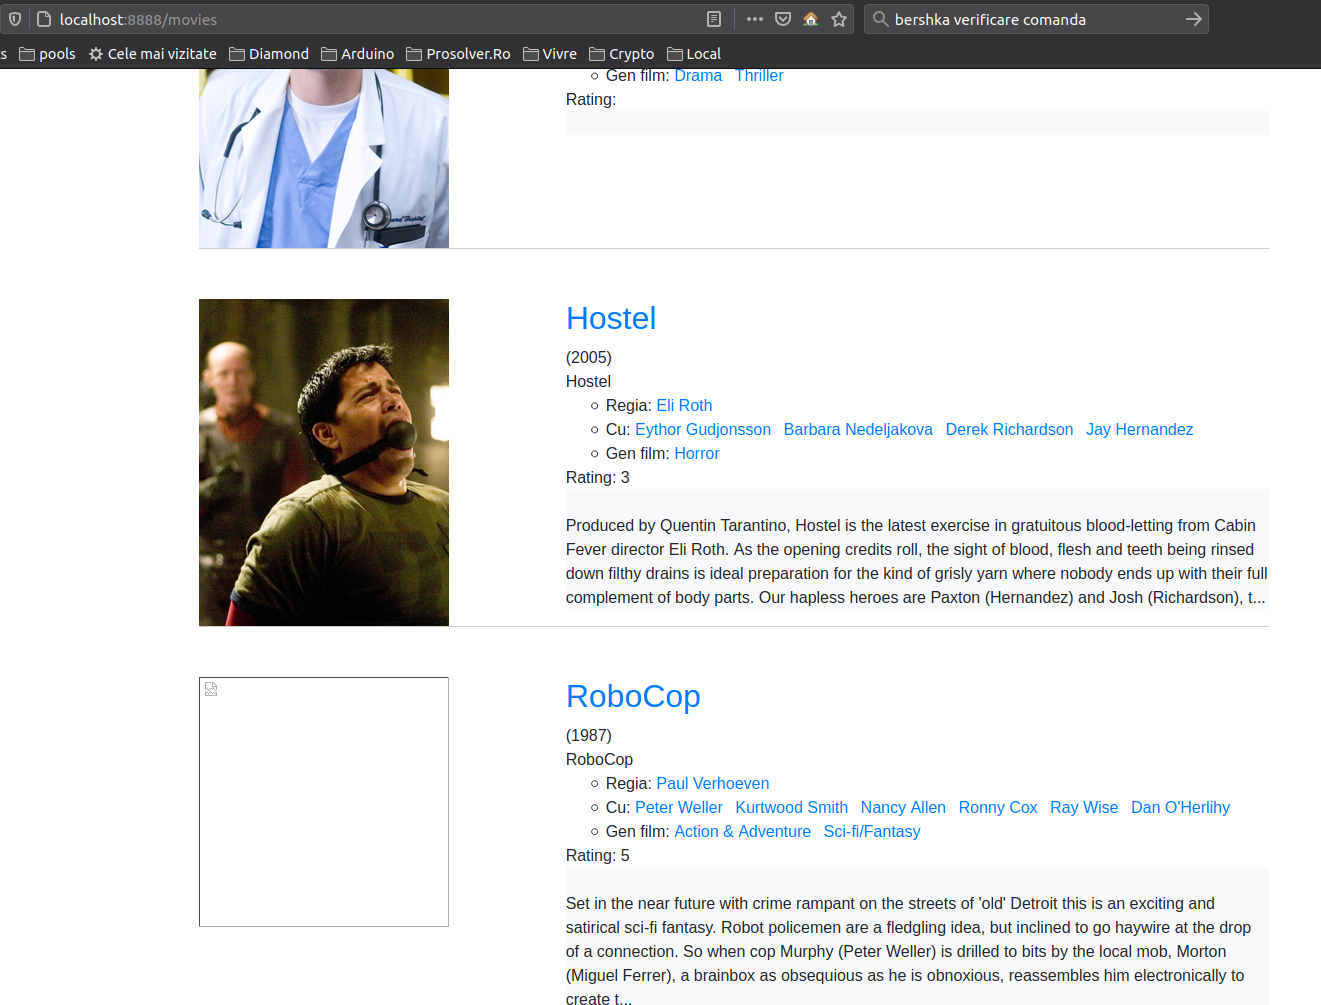 localhost:8888/movies
bershka verificare comanda
s pools Cele mai vizitate Diamond Arduino Prosolver.Ro Vivre Crypto Local
Gen film: Drama Thriller
Rating:
Hostel
(2005)
Hostel
Regia: Eli Roth
Cu: Eythor Gudjonsson Barbara Nedeljakova Derek Richardson Jay Hernandez
Gen film: Horror
Rating: 3
Produced by Quentin Tarantino, Hostel is the latest exercise in gratuitous blood-letting from Cabin
Fever director Eli Roth. As the opening credits roll, the sight of blood, flesh and teeth being rinsed
down filthy drains is ideal preparation for the kind of grisly yarn where nobody ends up with their full
complement of body parts. Our hapless heroes are Paxton (Hernandez) and Josh (Richardson), t...
RoboCop
(1987)
RoboCop
Regia: Paul Verhoeven
Cu: Peter Weller Kurtwood Smith Nancy Allen Ronny Cox Ray Wise Dan O'Herlihy
Gen film: Action & Adventure Sci-fi/Fantasy
Rating: 5
Set in the near future with crime rampant on the streets of 'old' Detroit this is an exciting and
satirical sci-fi fantasy. Robot policemen are a fledgling idea, but inclined to go haywire at the drop
of a connection. So when cop Murphy (Peter Weller) is drilled to bits by the local mob, Morton
(Miguel Ferrer), a brainbox as obsequious as he is obnoxious, reassembles him electronically to
create t...